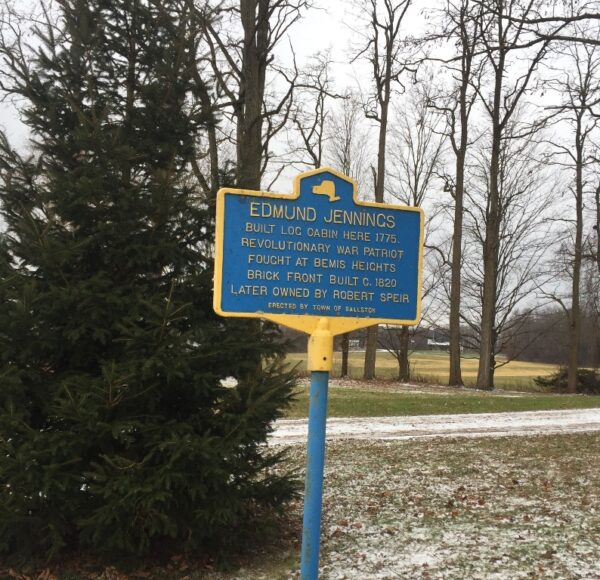 EDMUND JENNINGS
BUILT LOG CABIN HERE 1775.
REVOLUTIONARY WAR PATRIOT
FOUGHT AT BEMIS HEIGHTS
BRICK FRONT BUILT C. 1820
LATER OWNED BY ROBERT SPEIR
ERECTED BY TOWN OF BALLSTON